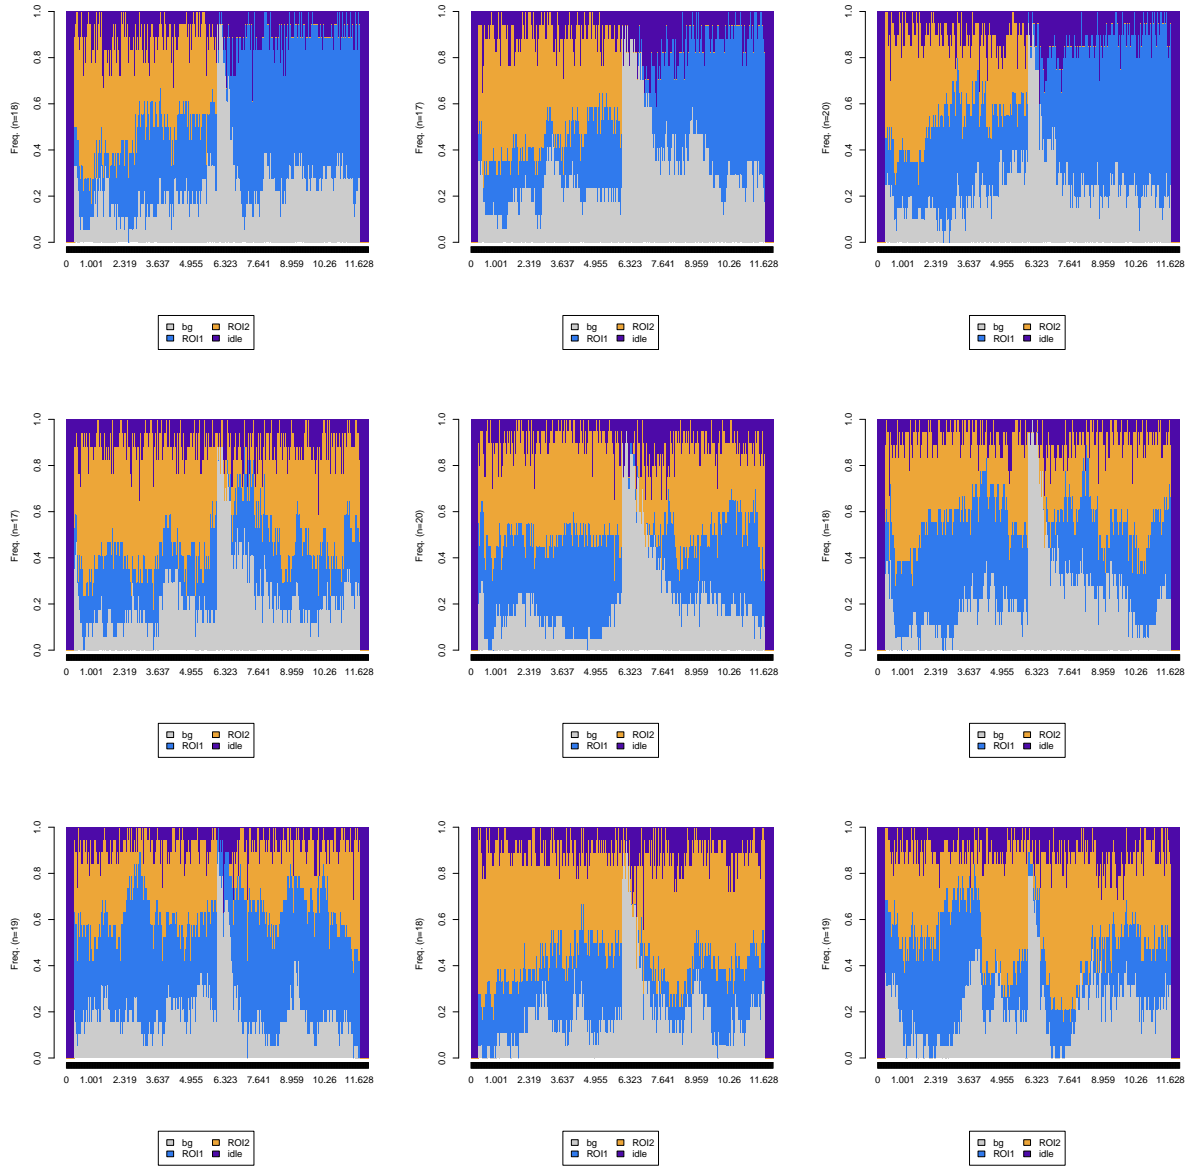 Freq. (n=18)
0.0 0.2 0.4 0.6 0.8 1.0
0 1.001 2.319 3.637 4.955 6.323 7.641 8.959 10.26 11.628
bg ROI2
ROI1 idle
Freq. (n=17)
0.0 0.2 0.4 0.6 0.8 1.0
0 1.001 2.319 3.637 4.955 6.323 7.641 8.959 10.26 11.628
bg ROI2
ROI1 idle
Freq. (n=20)
0.0 0.2 0.4 0.6 0.8 1.0
0 1.001 2.319 3.637 4.955 6.323 7.641 8.959 10.26 11.628
bg ROI2
ROI1 idle
Freq. (n=17)
0.0 0.2 0.4 0.6 0.8 1.0
0 1.001 2.319 3.637 4.955 6.323 7.641 8.959 10.26 11.628
bg ROI2
ROI1 idle
Freq. (n=20)
0.0 0.2 0.4 0.6 0.8 1.0
0 1.001 2.319 3.637 4.955 6.323 7.641 8.959 10.26 11.628
bg ROI2
ROI1 idle
Freq. (n=18)
0.0 0.2 0.4 0.6 0.8 1.0
0 1.001 2.319 3.637 4.955 6.323 7.641 8.959 10.26 11.628
bg ROI2
ROI1 idle
Freq. (n=19)
0.0 0.2 0.4 0.6 0.8 1.0
0 1.001 2.319 3.637 4.955 6.323 7.641 8.959 10.26 11.628
bg ROI2
ROI1 idle
Freq. (n=18)
0.0 0.2 0.4 0.6 0.8 1.0
0 1.001 2.319 3.637 4.955 6.323 7.641 8.959 10.26 11.628
bg ROI2
ROI1 idle
Freq. (n=19)
0.0 0.2 0.4 0.6 0.8 1.0
0 1.001 2.319 3.637 4.955 6.323 7.641 8.959 10.26 11.628
bg ROI2
ROI1 idle